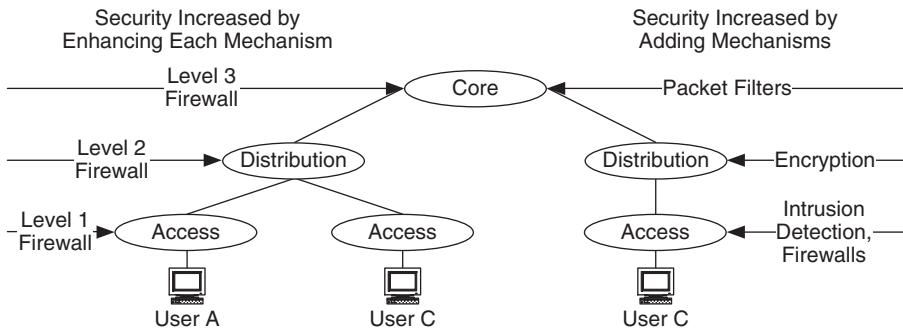 Security Increased by
Enhancing Each Mechanism
Security Increased by
Adding Mechanisms
Level 3
Firewall
Core
Packet Filters
Level 2
Firewall
Distribution
Distribution
Encryption
Level 1
Firewall
Access
Access
Access
Intrusion
Detection,
Firewalls
User A
User C
User C